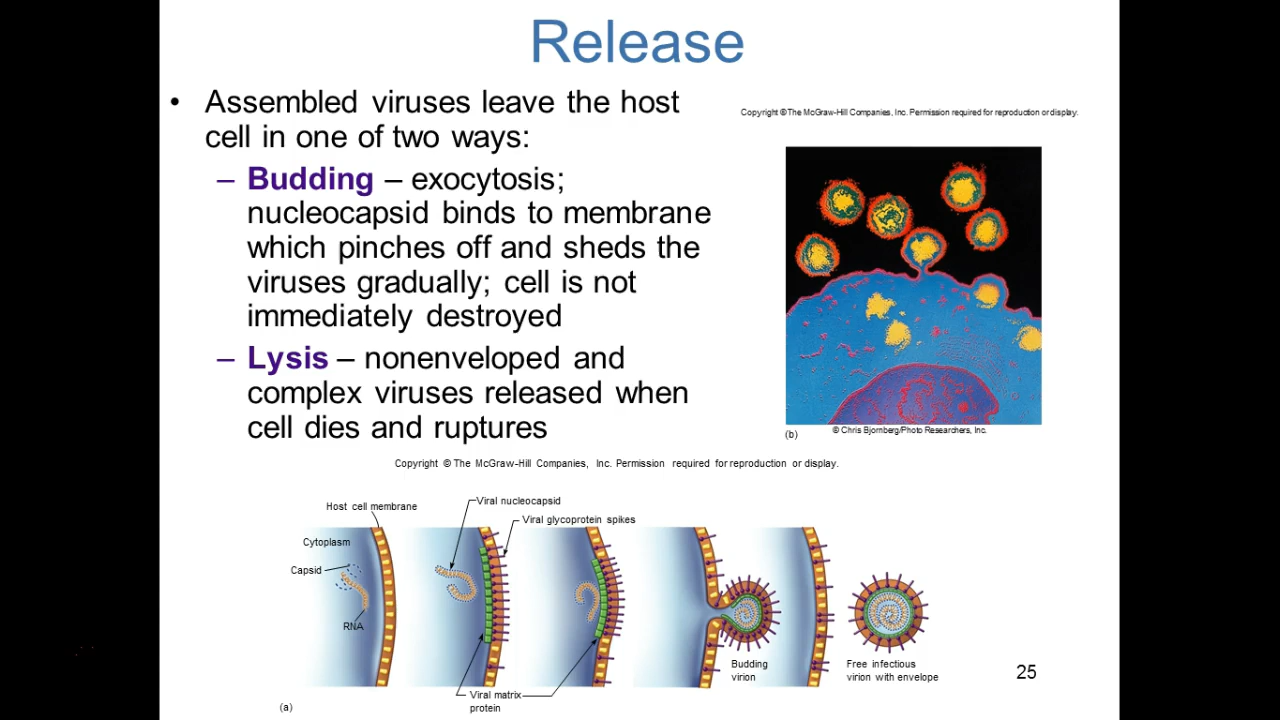 Release
• Assembled viruses leave the host
cell in one of two ways:
– Budding – exocytosis;
nucleocapsid binds to membrane
which pinches off and sheds the
viruses gradually; cell is not
immediately destroyed
– Lysis – nonenveloped and
complex viruses released when
cell dies and ruptures
Copyright © The McGraw-Hill Companies, Inc. Permission required for reproduction or display.
(b)
© Chris Bjornberg/Photo Researchers, Inc.
Copyright © The McGraw-Hill Companies, Inc. Permission required for reproduction or display.
Host cell membrane
Viral nucleocapsid
Viral glycoprotein spikes
Cytoplasm
Capsid
RNA
Budding
virion
Free infectious
virion with envelope
Viral matrix
protein
(a)
25